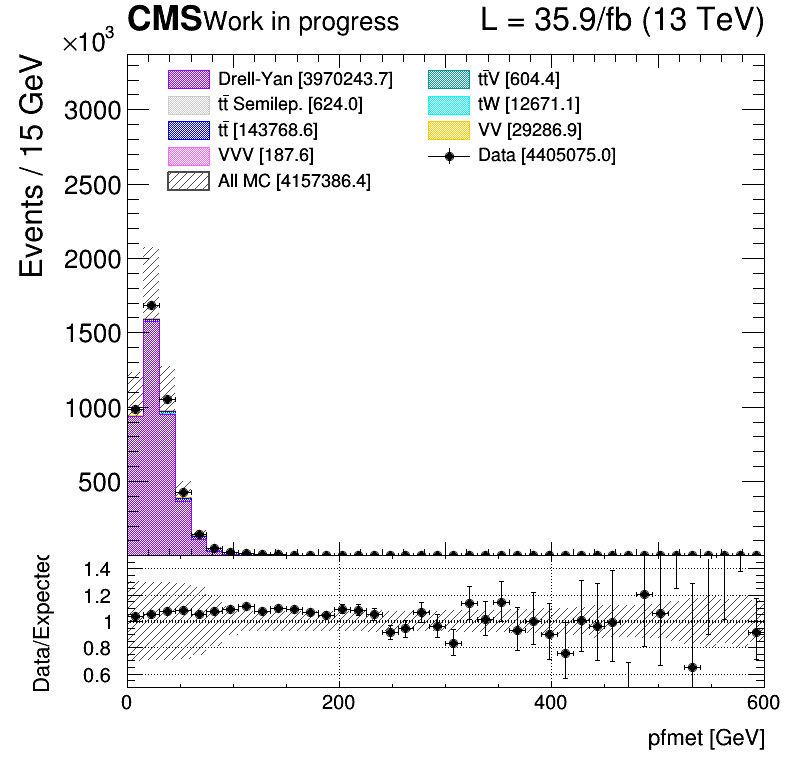 CMS Work in progress L = 35.9/fb (13 TeV)
×10³
Drell-Yan [3970243.7] tt̄V [604.4]
tt̄ Semilep. [624.0] tW [12671.1]
tt̄ [143768.6] VV [29286.9]
VVV [187.6] Data [4405075.0]
All MC [4157386.4]
Events / 15 GeV
3000
2500
2000
1500
1000
500
Data/Expected
1.4
1.2
1
0.8
0.6
0 200 400 600
pfmet [GeV]